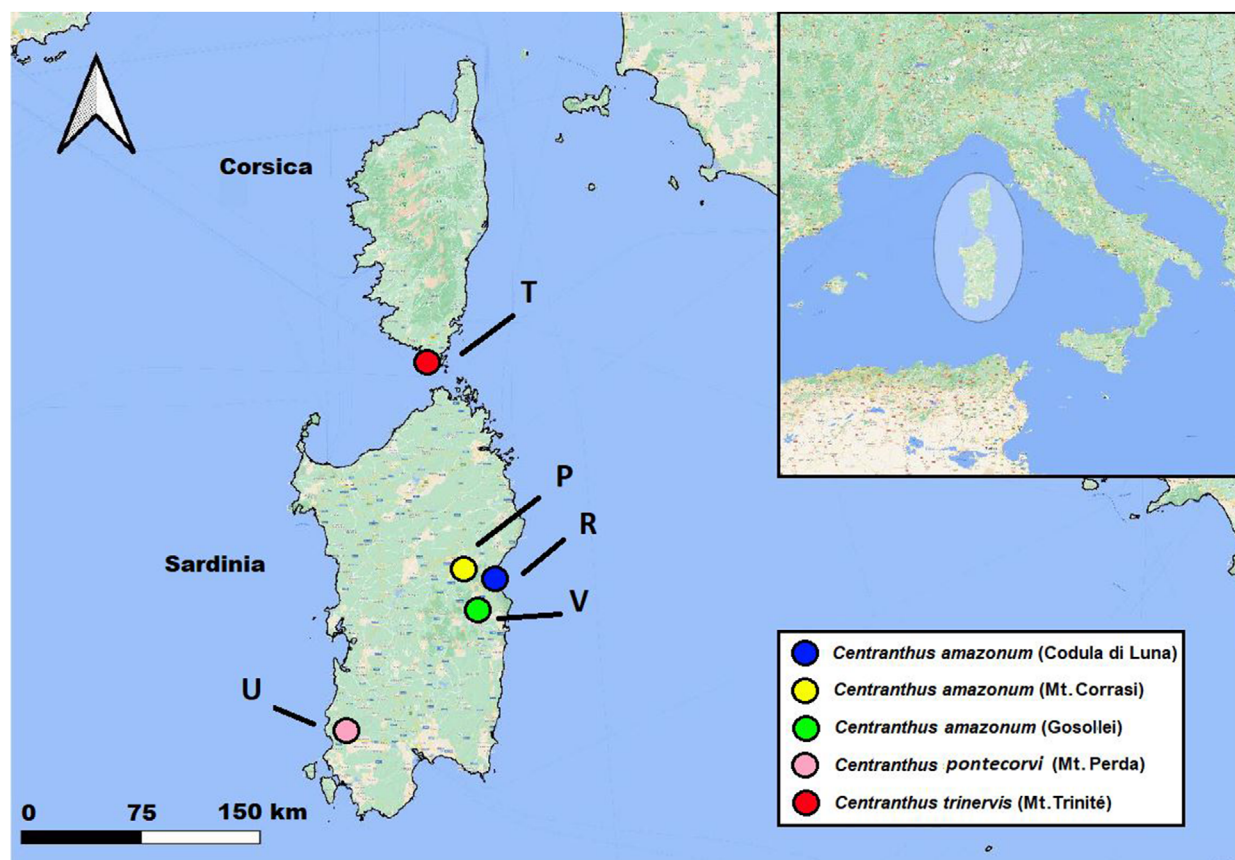 Corsica
T
P
R
Sardinia
V
U
0 75 150 km
Centranthus amazonum (Codula di Luna)
Centranthus amazonum (Mt. Corrasi)
Centranthus amazonum (Gosollei)
Centranthus pontecorvi (Mt. Perda)
Centranthus trinervis (Mt.Trinité)